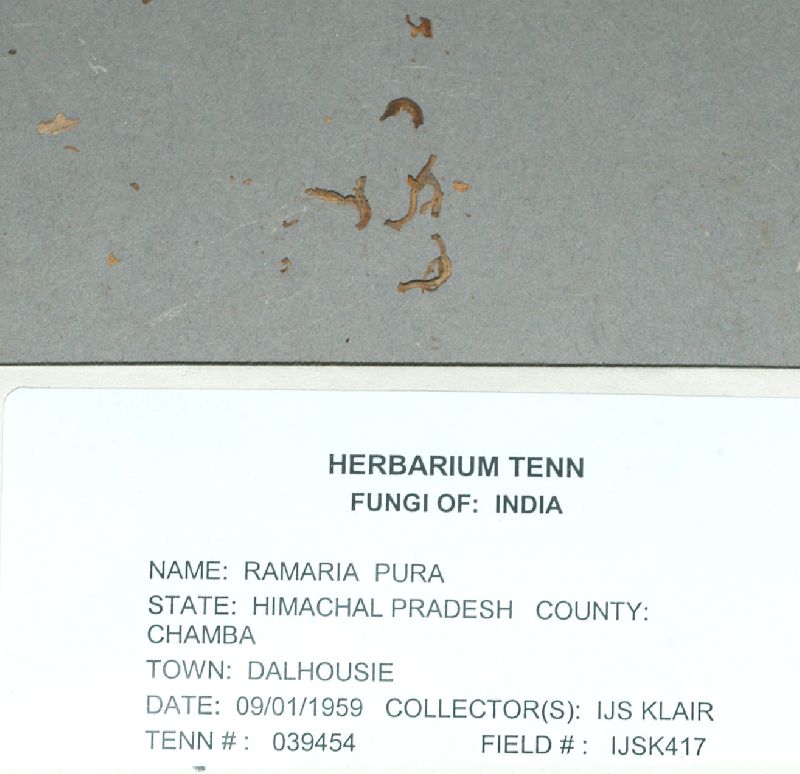 HERBARIUM TENN
FUNGI OF: INDIA
NAME: RAMARIA PURA
STATE: HIMACHAL PRADESH COUNTY:
CHAMBA
TOWN: DALHOUSIE
DATE: 09/01/1959 COLLECTOR(S): IJS KLAIR
TENN # : 039454 FIELD # : IJSK417